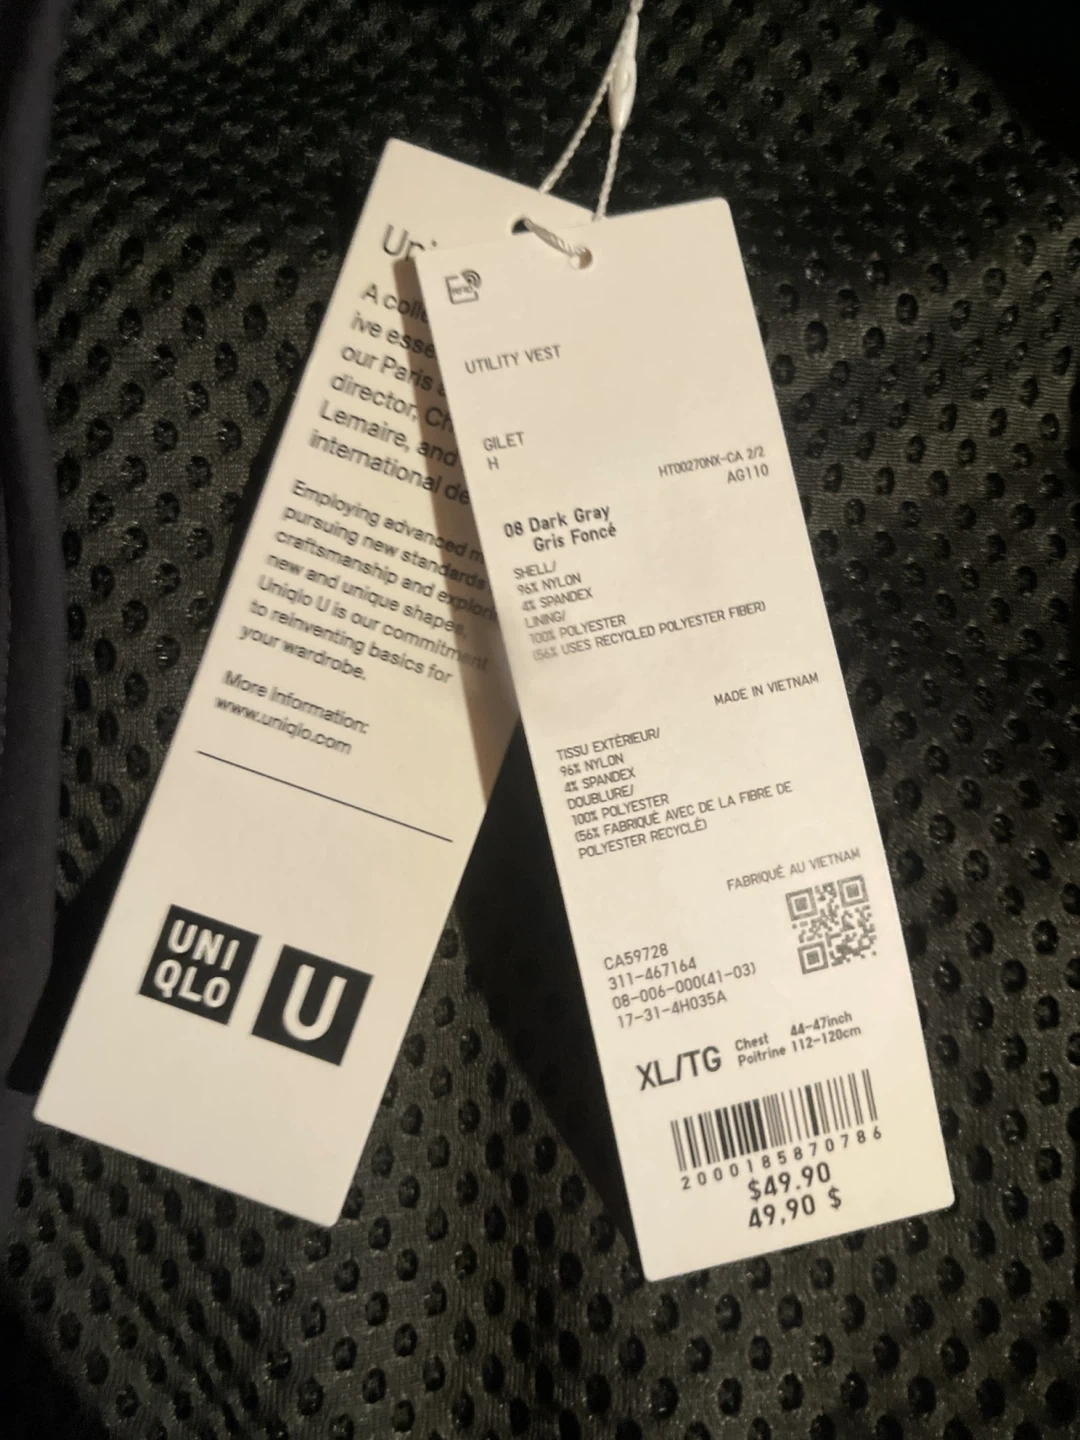 A
ive esse
our Paris
director, Ch
Lemaire, and
international de
Employing advanced
pursuing new standards
craftsmanship and explorin
new and unique shapes,
Uniqlo U is our commitment
to reinventing basics for
your wardrobe.
More Information:
www.uniqlo.com
UNI
QLO
U
RFID
UTILITY VEST
GILET
H
HT00270NX-CA 2/2
AG110
08 Dark Gray
Gris Foncé
SHELL/
96% NYLON
4% SPANDEX
LINING/
100% POLYESTER
(56% USES RECYCLED POLYESTER FIBER)
MADE IN VIETNAM
TISSU EXTÉRIEUR/
96% NYLON
4% SPANDEX
DOUBLURE/
100% POLYESTER
(56% FABRIQUÉ AVEC DE LA FIBRE DE
POLYESTER RECYCLÉ)
FABRIQUÉ AU VIETNAM
CA59728
311-467164
08-006-000(41-03)
17-31-4H035A
XL/TG
Chest 44-47inch
Poitrine 112-120cm
2000185870786
$49.90
49,90 $